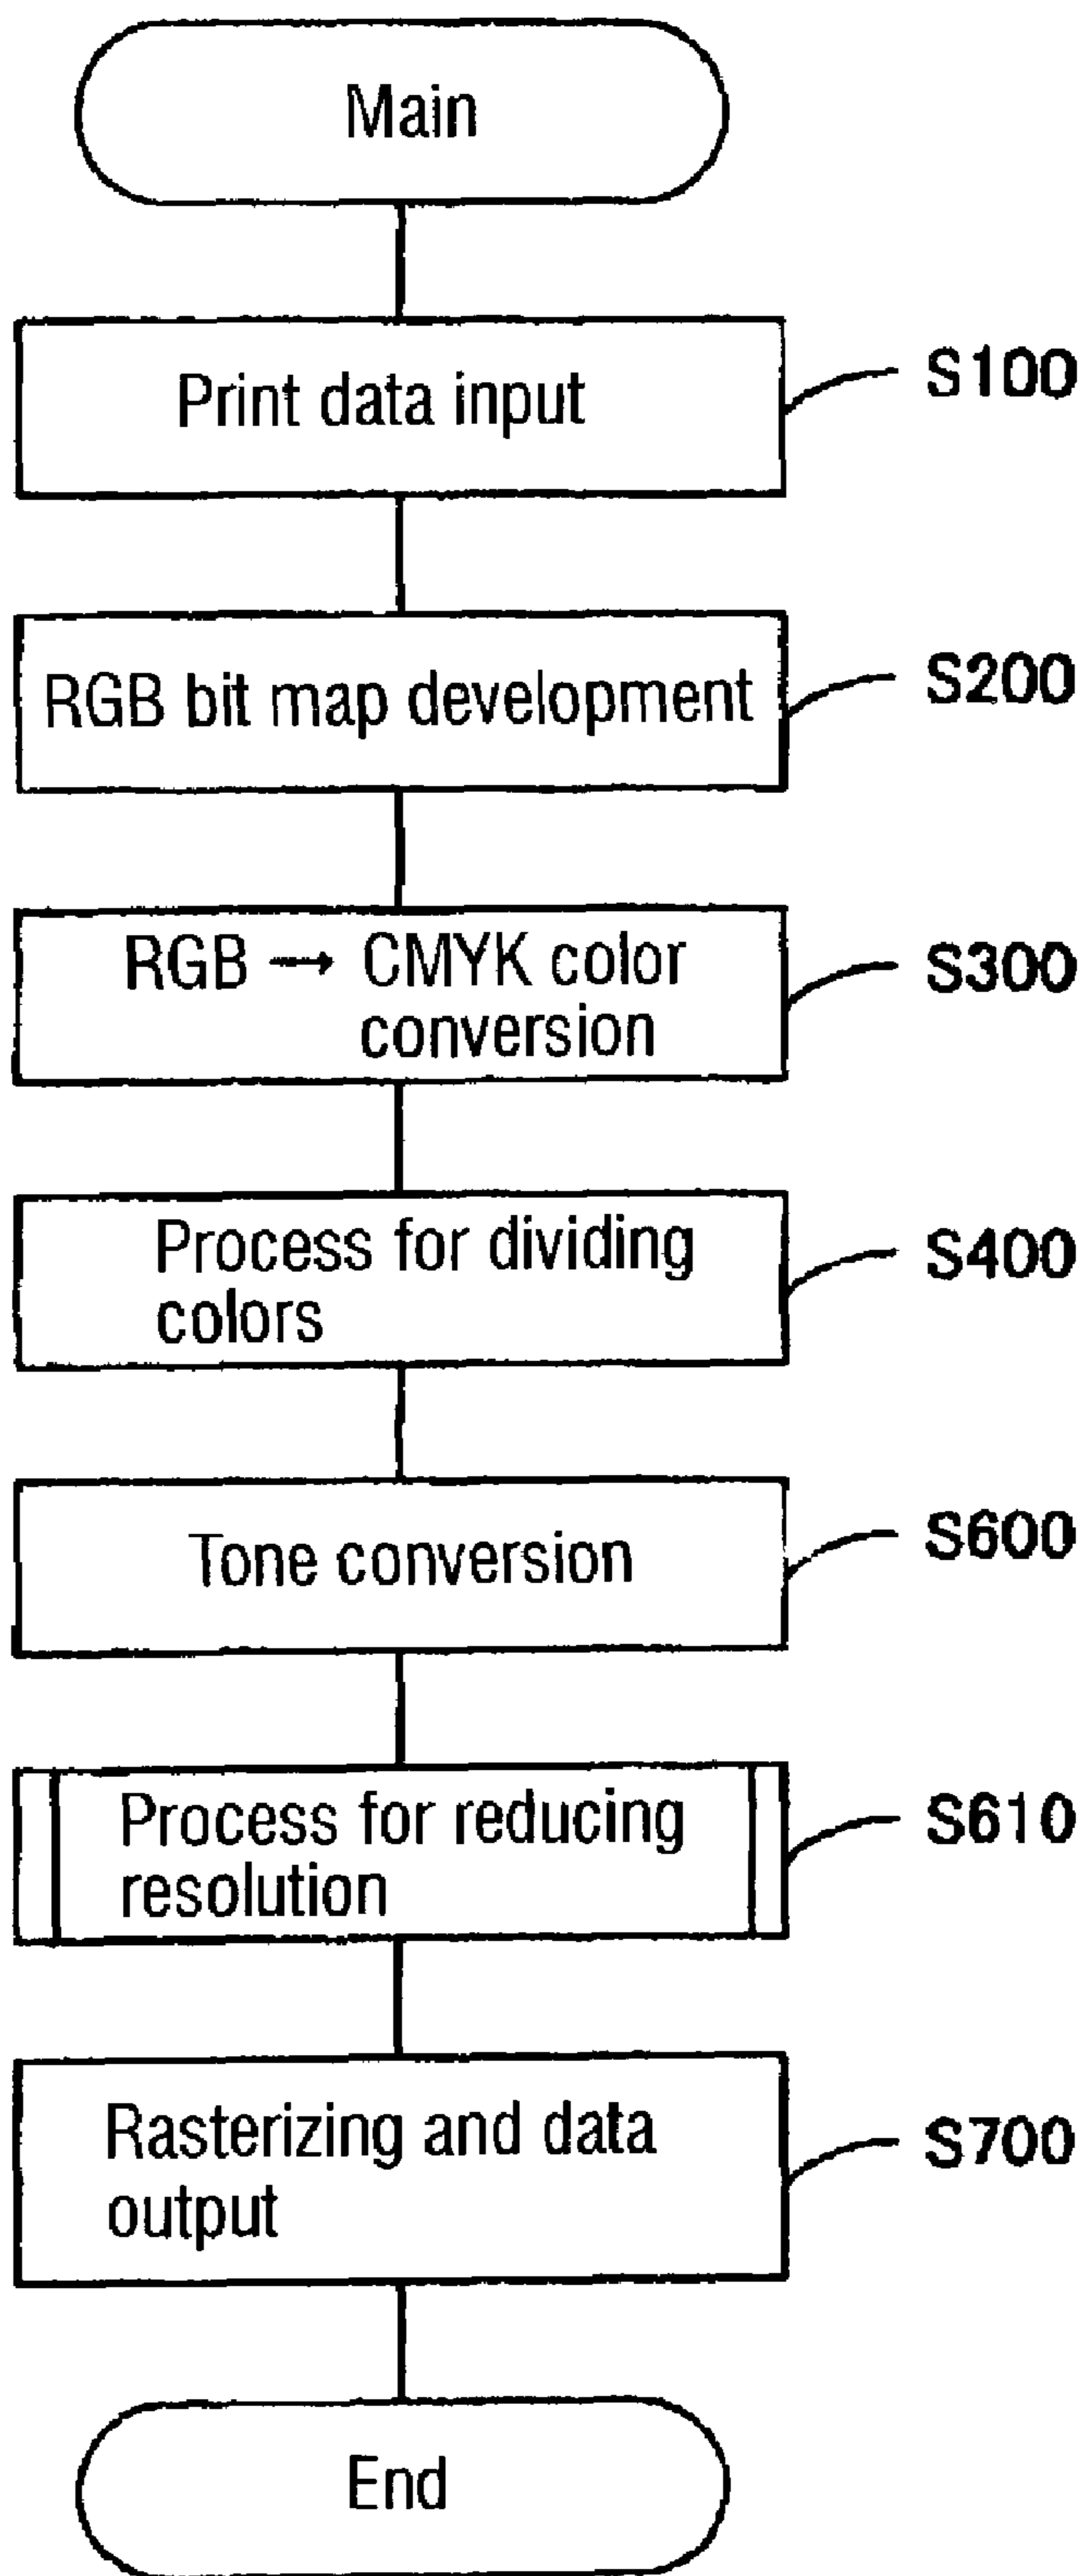 Main
Print data input
S100
RGB bit map development
S200
RGB → CMYK color
conversion
S300
Process for dividing
colors
S400
Tone conversion
S600
Process for reducing
resolution
S610
Rasterizing and data
output
S700
End